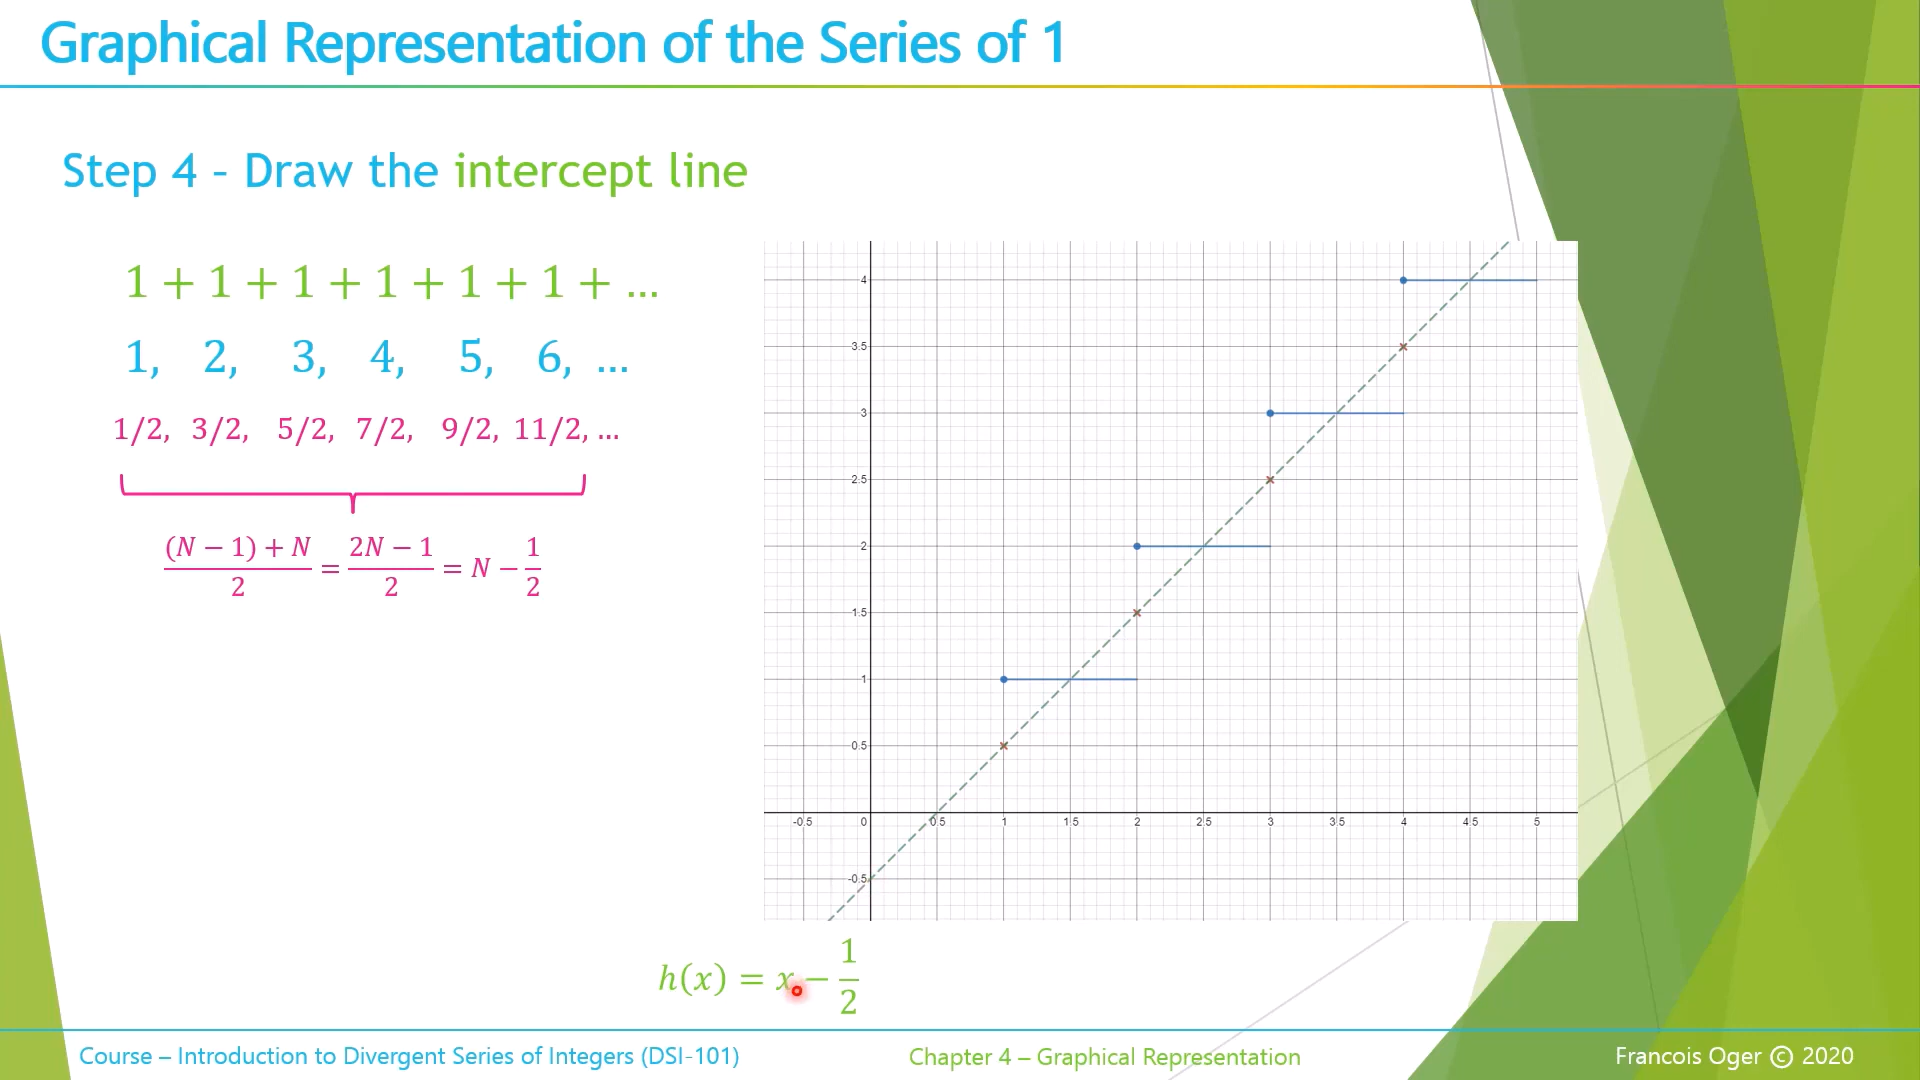 Graphical Representation of the Series of 1
Step 4 – Draw the intercept line
1 + 1 + 1 + 1 + 1 + 1 + ...
1, 2, 3, 4, 5, 6, ...
1/2, 3/2, 5/2, 7/2, 9/2, 11/2, ...
(N − 1) + N / 2 = 2N − 1 / 2 = N − 1/2
4
3.5
3
2.5
2
1.5
1
0.5
-0.5 0 0.5 1 1.5 2 2.5 3 3.5 4 4.5 5
-0.5
h(x) = x − 1/2
Course – Introduction to Divergent Series of Integers (DSI-101) Chapter 4 – Graphical Representation Francois Oger © 2020